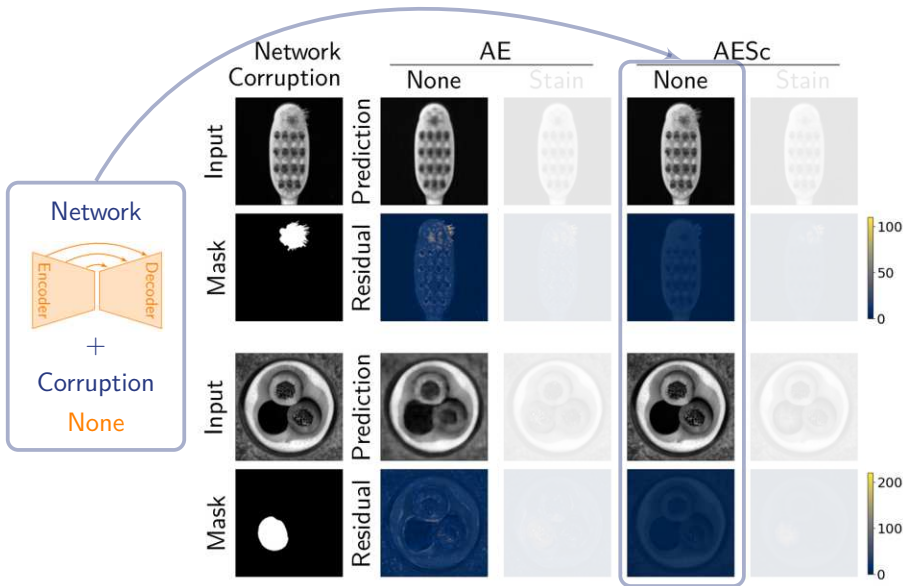 Network AE AESc
Corruption None Stain None Stain
Input Prediction
Mask Residual
100
50
0
Network
Encoder Decoder
+
Corruption
None
Input Prediction
Mask Residual
200
100
0